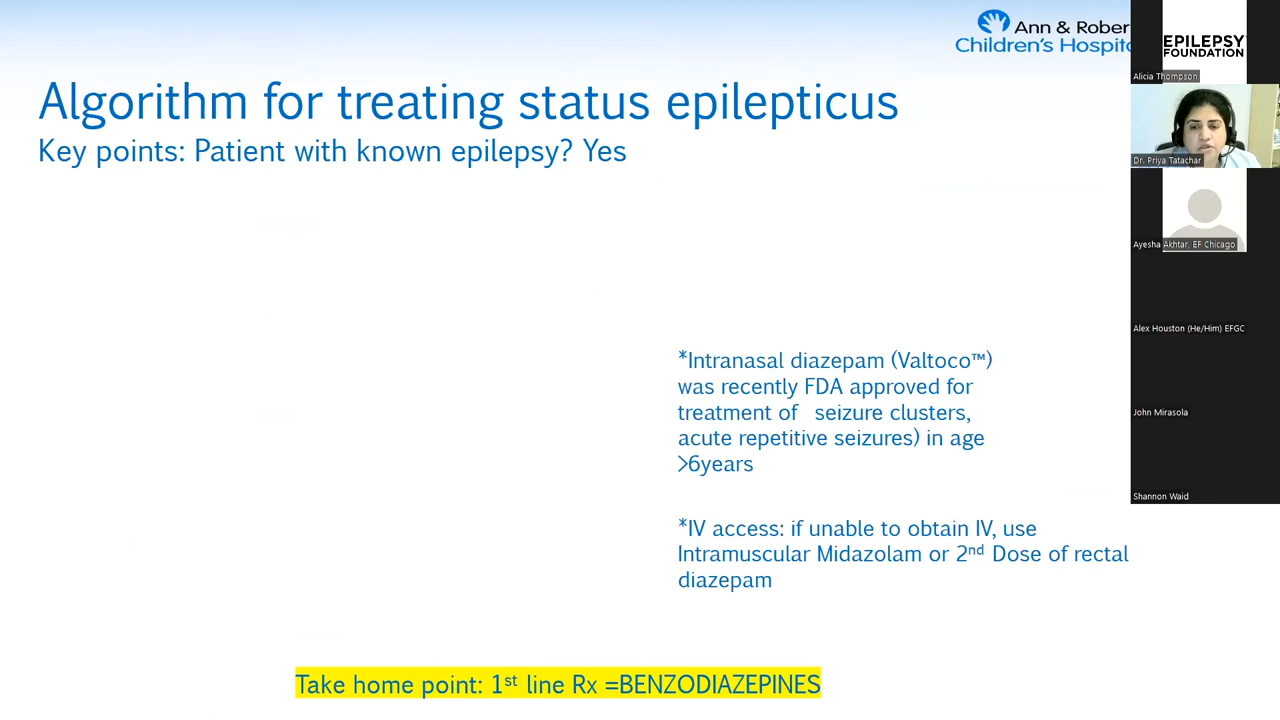 Ann & Rober
Children's Hospit
Algorithm for treating status epilepticus
Key points: Patient with known epilepsy? Yes
*Intranasal diazepam (Valtoco™)
was recently FDA approved for
treatment of seizure clusters,
acute repetitive seizures) in age
>6years
*IV access: if unable to obtain IV, use
Intramuscular Midazolam or 2nd Dose of rectal
diazepam
Take home point: 1st line Rx =BENZODIAZEPINES
EPILEPSY
FOUNDATION
Alicia Thompson
Dr. Priya Tatachar
Ayesha Akhtar, EF Chicago
Alex Houston (He/Him) EFGC
John Mirasola
Shannon Waid